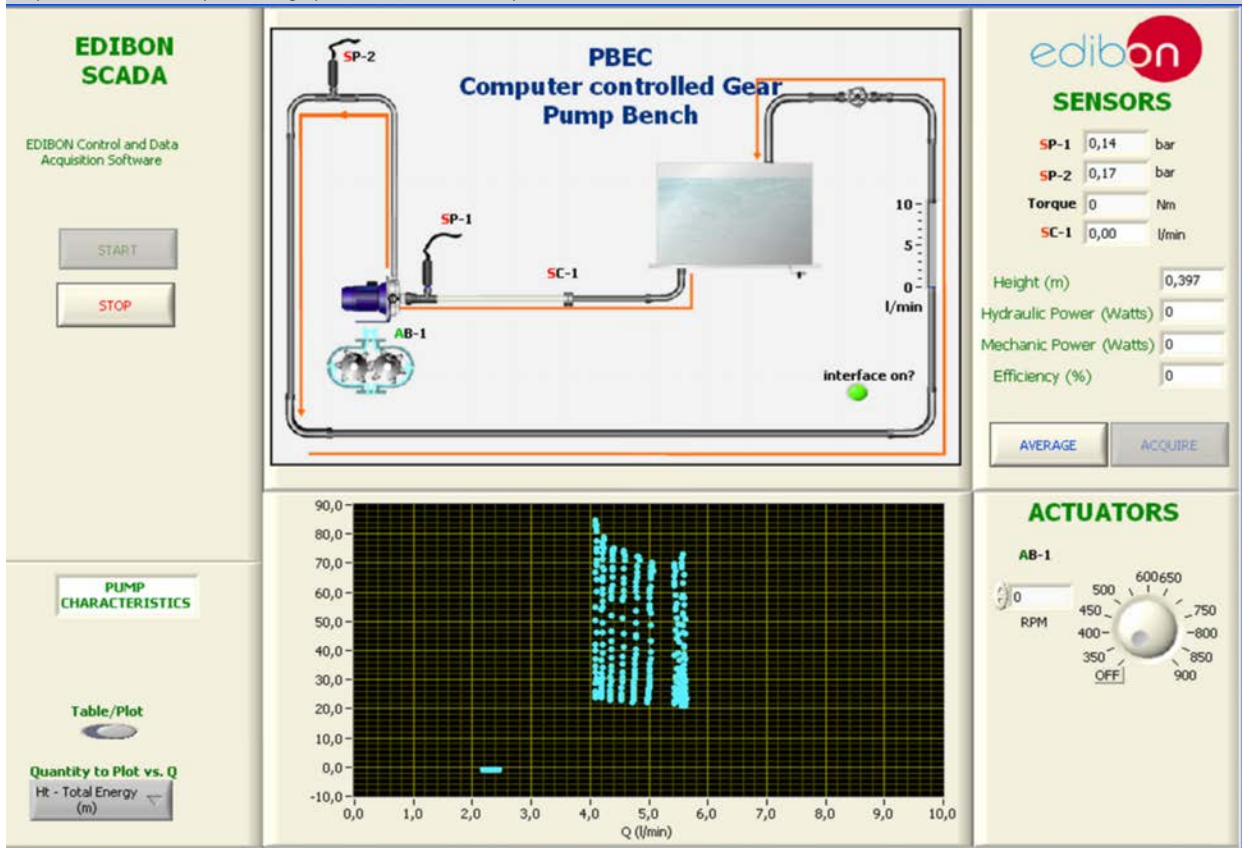 EDIBON
SCADA
EDIBON Control and Data
Acquisition Software
START
STOP
SP-2
PBEC
Computer controlled Gear
Pump Bench
SP-1
SC-1
AB-1
10
5
0
l/min
interface on?
edibon
SENSORS
SP-1 0,14 bar
SP-2 0,17 bar
Torque 0 Nm
SC-1 0,00 l/min
Height (m) 0,397
Hydraulic Power (Watts) 0
Mechanic Power (Watts) 0
Efficiency (%) 0
AVERAGE ACQUIRE
PUMP
CHARACTERISTICS
Table/Plot
Quantity to Plot vs. Q
Ht - Total Energy
(m)
90,0
80,0
70,0
60,0
50,0
40,0
30,0
20,0
10,0
0,0
-10,0
0,0 1,0 2,0 3,0 4,0 5,0 6,0 7,0 8,0 9,0 10,0
Q (l/min)
ACTUATORS
AB-1
0
RPM
600 650
500 750
450 800
400 850
350 900
OFF